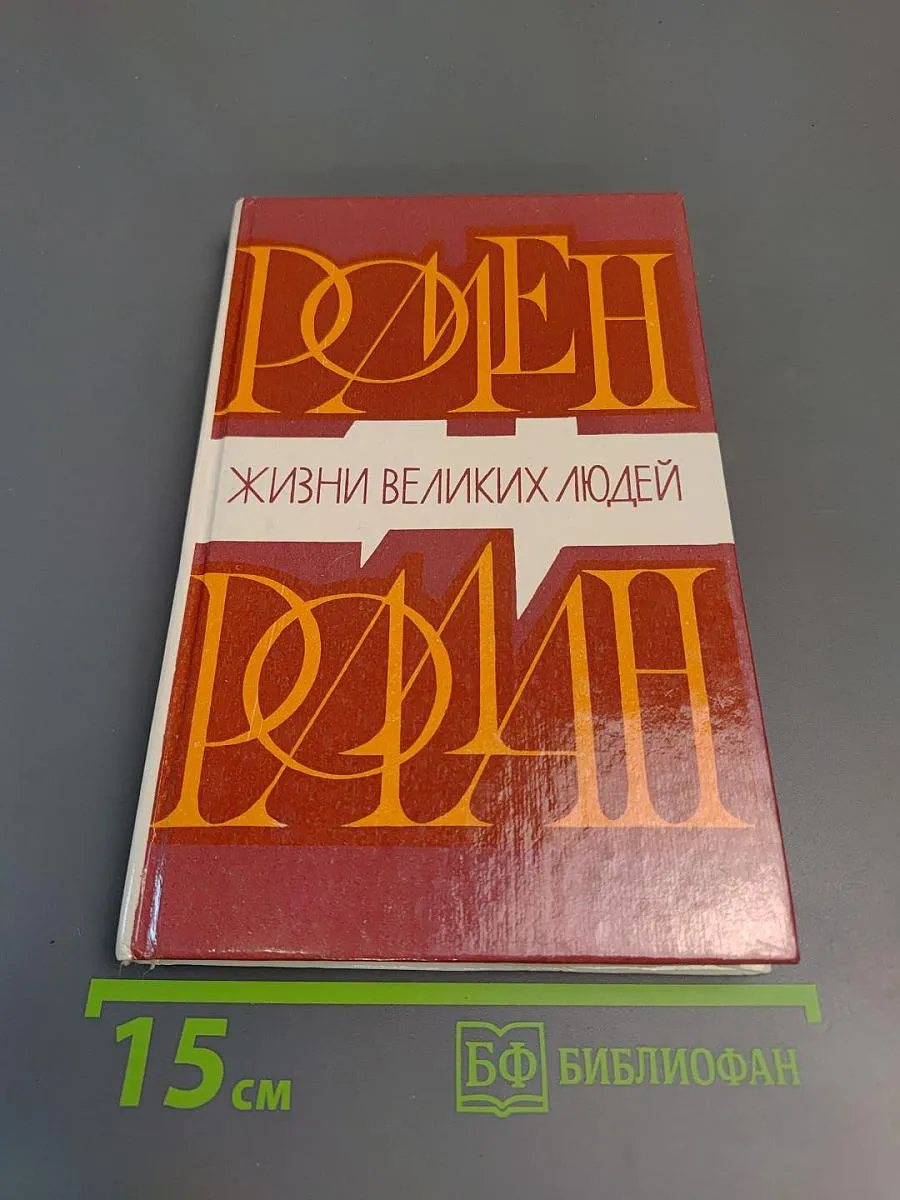 РОМЕН
ЖИЗНИ ВЕЛИКИХ ЛЮДЕЙ
РОЛЛАН
15 см
БФ БИБЛИОФАН